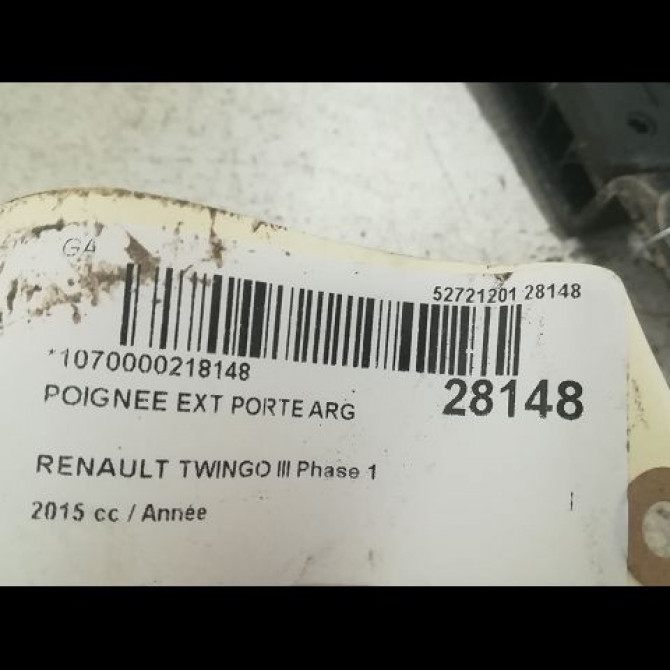 GA
52721201 28148
*1070000218148
28148
POIGNEE EXT PORTE ARG
RENAULT TWINGO III Phase 1
2015 cc / Année